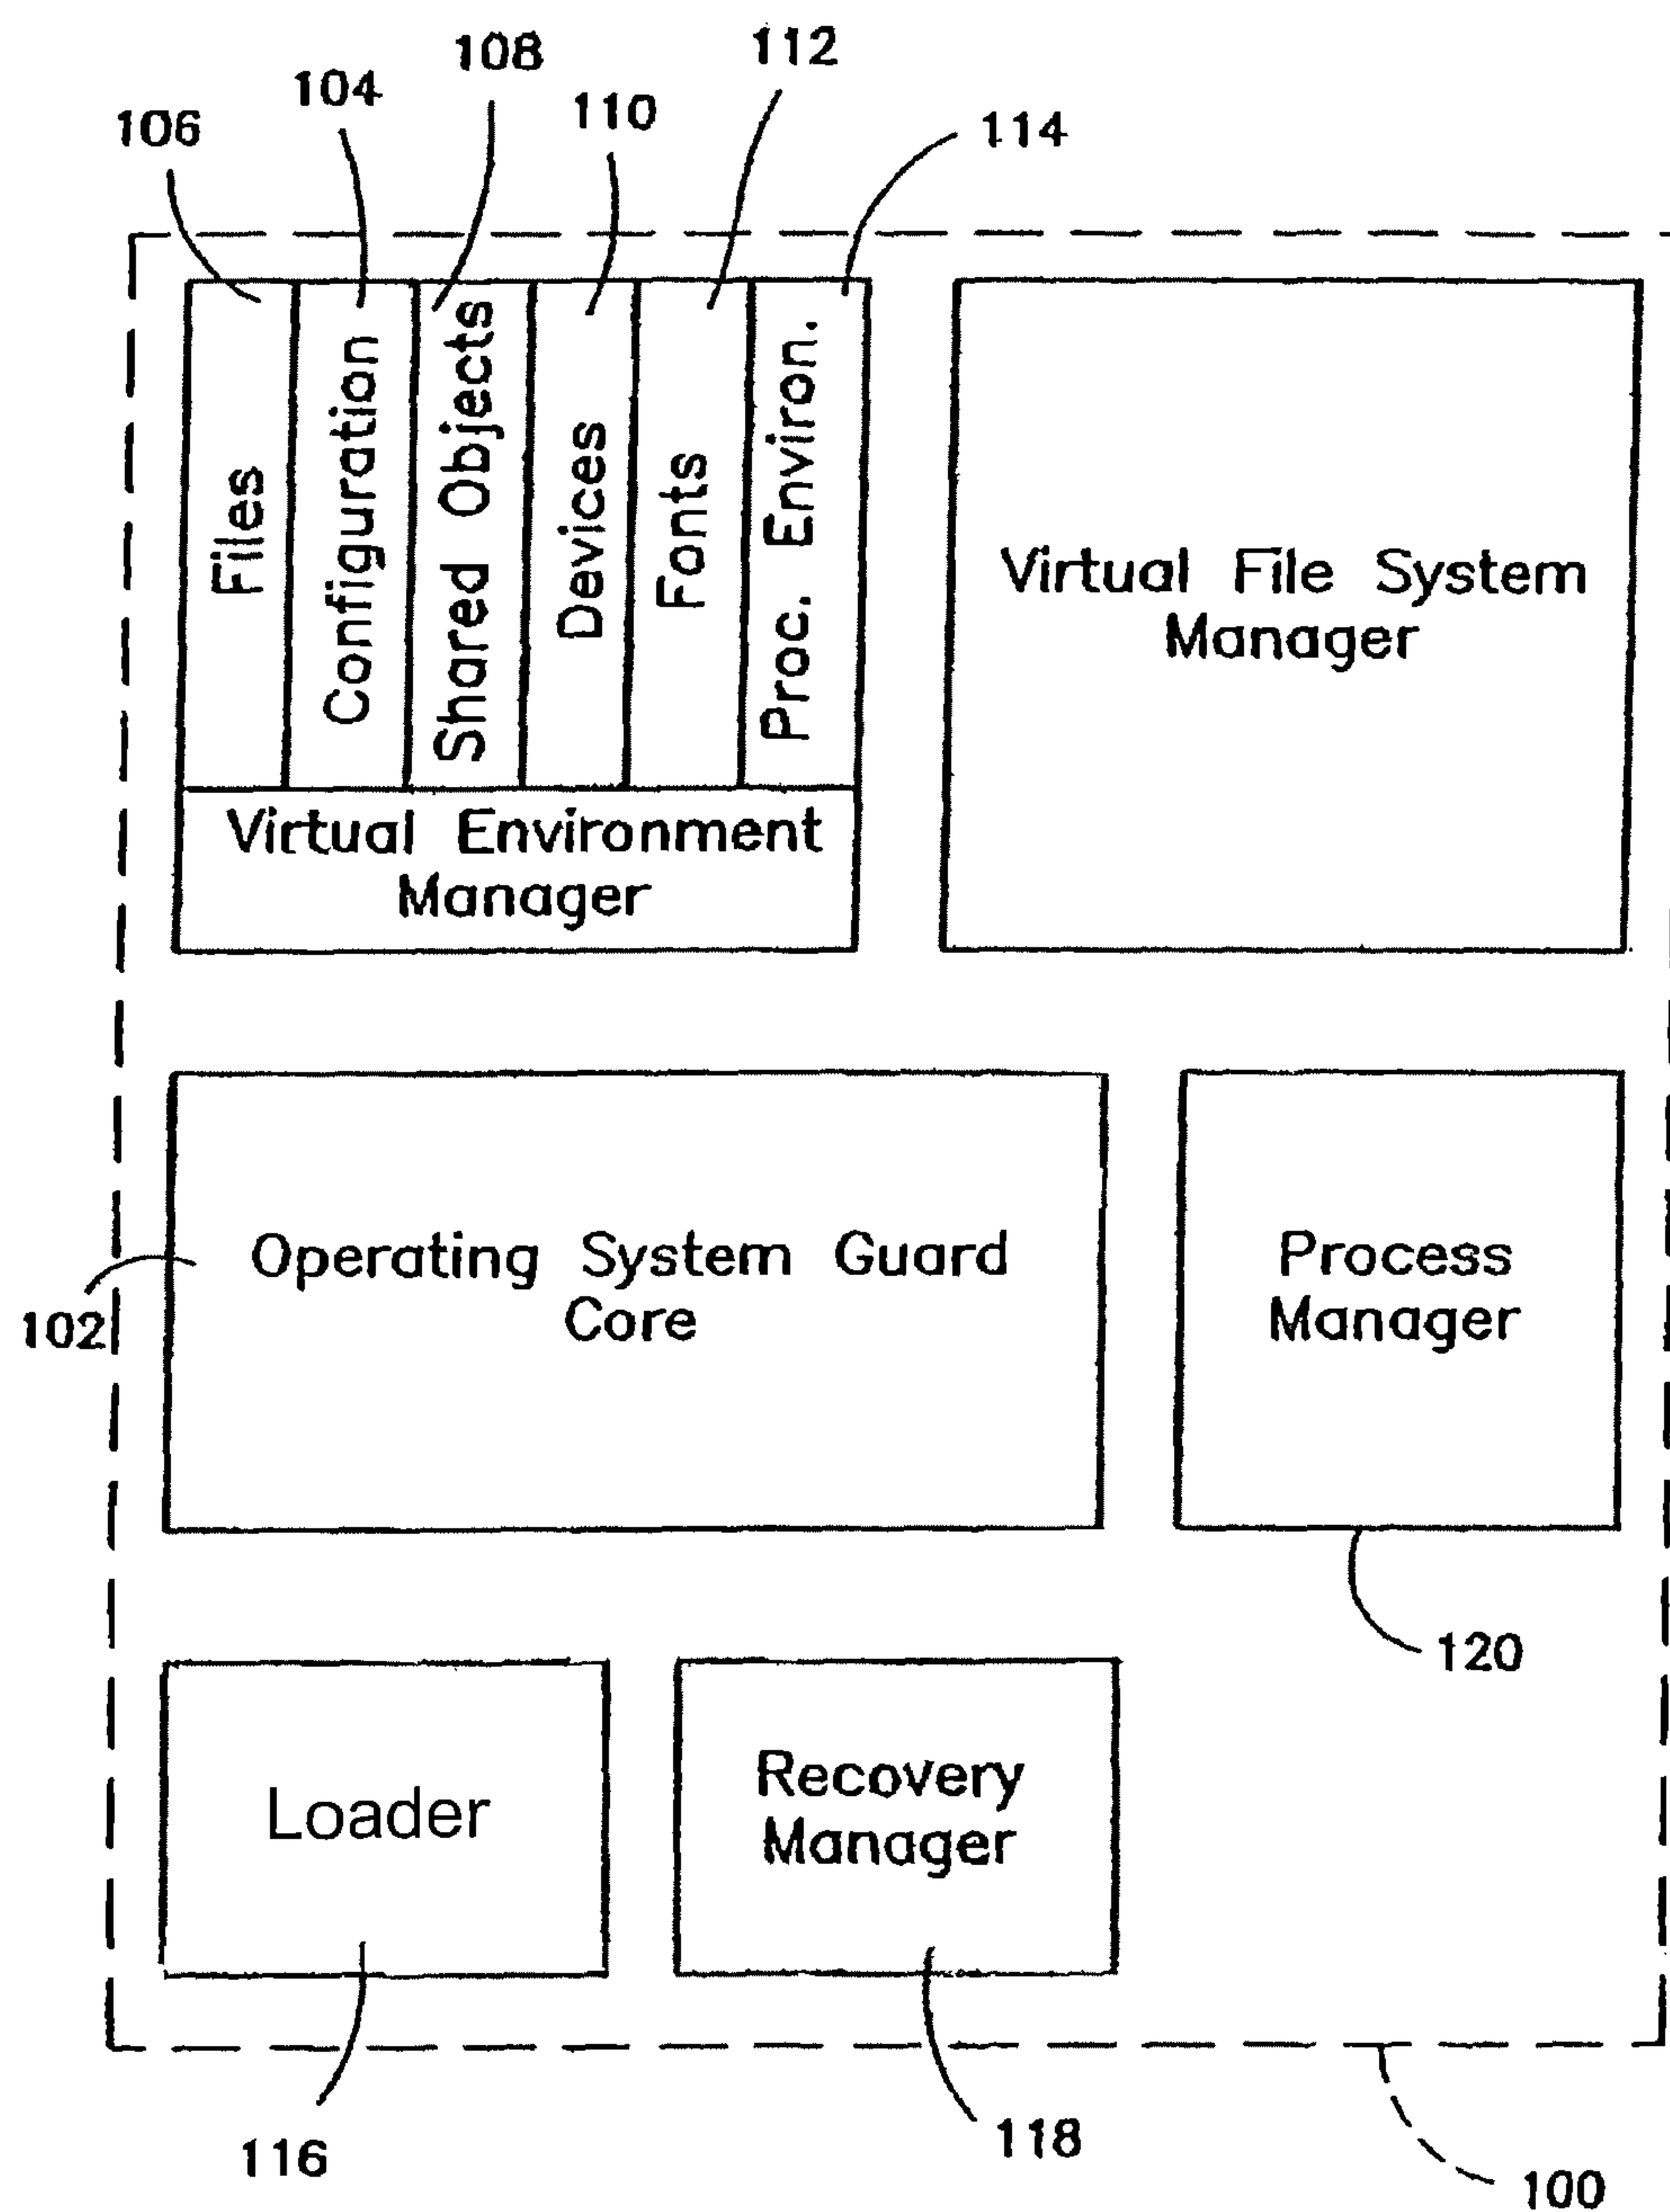 108
112
104
110
106
114
Files
Configuration
Shared Objects
Devices
Fonts
Proc. Environ.
Virtual Environment
Manager
Virtual File System
Manager
Operating System Guard
Core
102
Process
Manager
120
Loader
Recovery
Manager
116
118
100